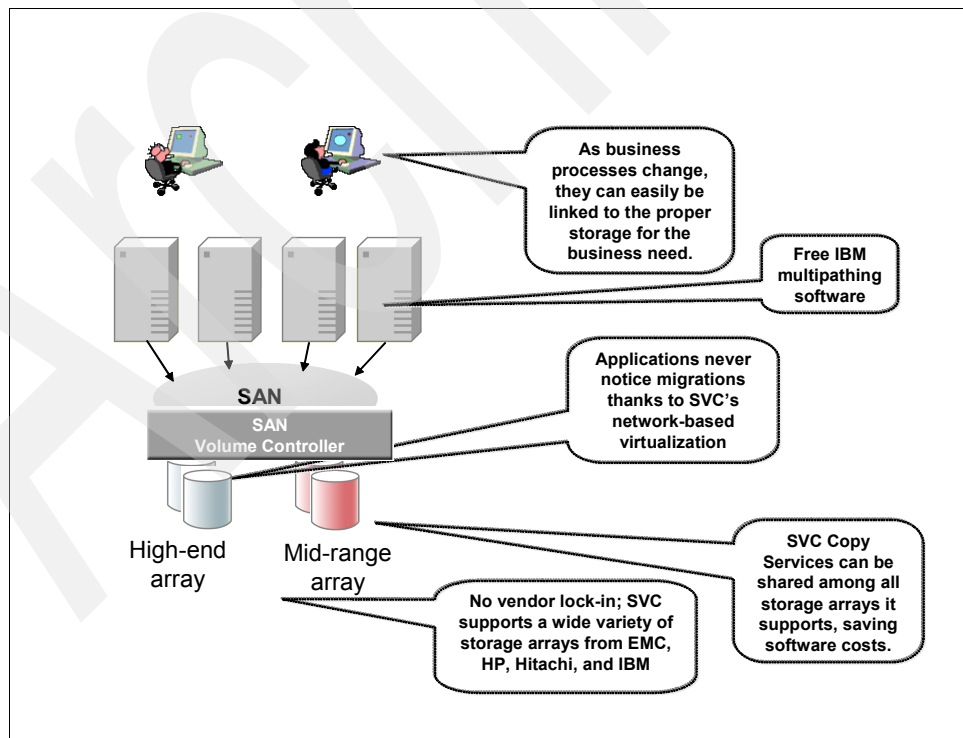 As business
processes change,
they can easily be
linked to the proper
storage for the
business need.
Free IBM
multipathing
software
Applications never
notice migrations
thanks to SVC's
network-based
virtualization
SAN
SAN
Volume Controller
High-end
array
Mid-range
array
SVC Copy
Services can be
shared among all
storage arrays it
supports, saving
software costs.
No vendor lock-in; SVC
supports a wide variety of
storage arrays from EMC,
HP, Hitachi, and IBM